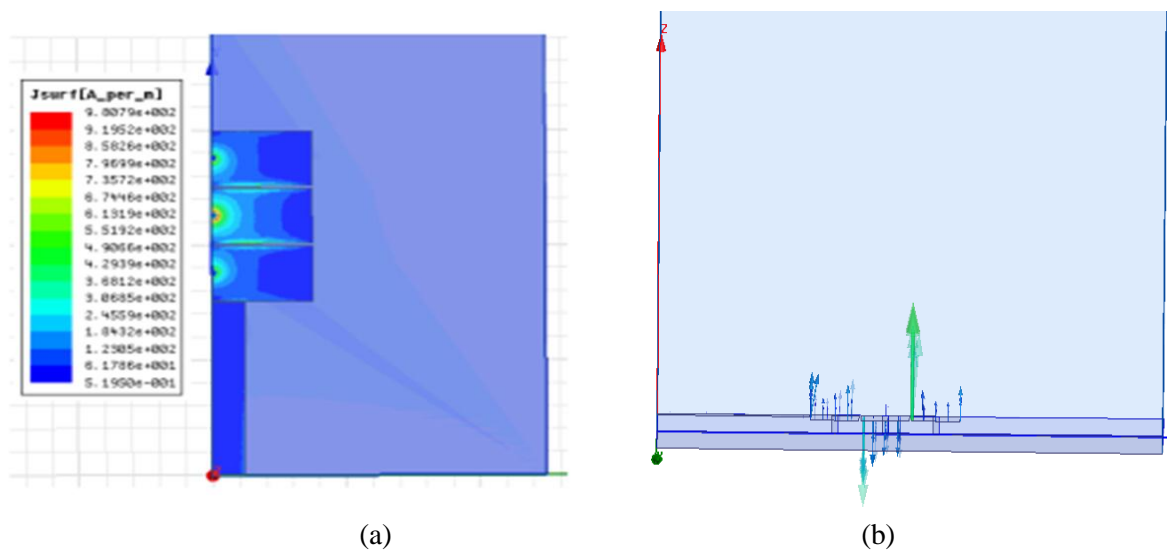 Jsurf[A_per_m]
9.8079e+002
9.1952e+002
8.5826e+002
7.9699e+002
7.3572e+002
6.7446e+002
6.1319e+002
5.5192e+002
4.9066e+002
4.2939e+002
3.6812e+002
3.0685e+002
2.4559e+002
1.8432e+002
1.2305e+002
6.1786e+001
5.1950e-001
Z
(a)
(b)